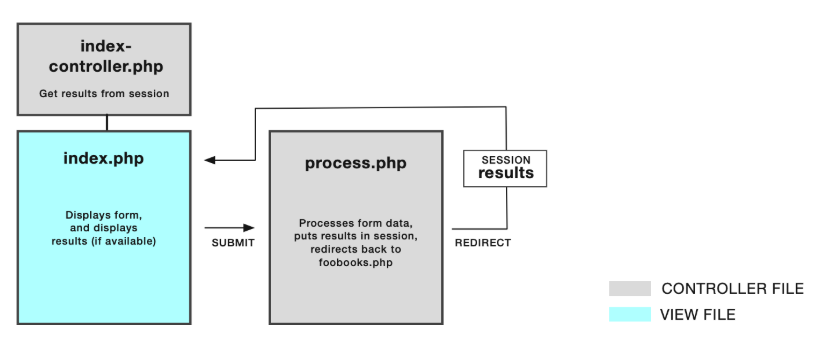 index-
controller.php
Get results from session
index.php
Displays form,
and displays
results (if available)
SUBMIT
process.php
Processes form data,
puts results in session,
redirects back to
foobooks.php
SESSION
results
REDIRECT
CONTROLLER FILE
VIEW FILE